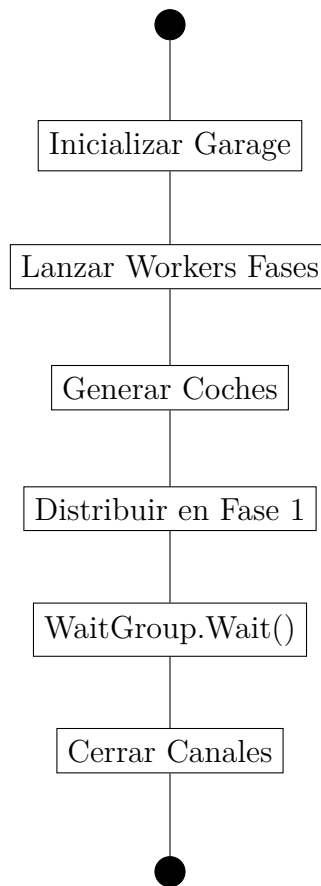 Inicializar Garage
Lanzar Workers Fases
Generar Coches
Distribuir en Fase 1
WaitGroup.Wait()
Cerrar Canales